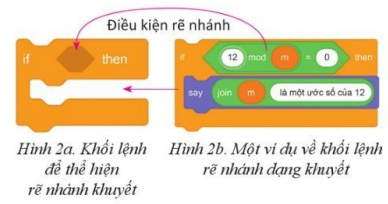 Điều kiện rẽ nhánh
if then
if 12 mod m = 0 then
say join m là một ước số của 12
Hình 2a. Khối lệnh
để thể hiện
rẽ nhánh khuyết
Hình 2b. Một ví dụ về khối lệnh
rẽ nhánh dạng khuyết